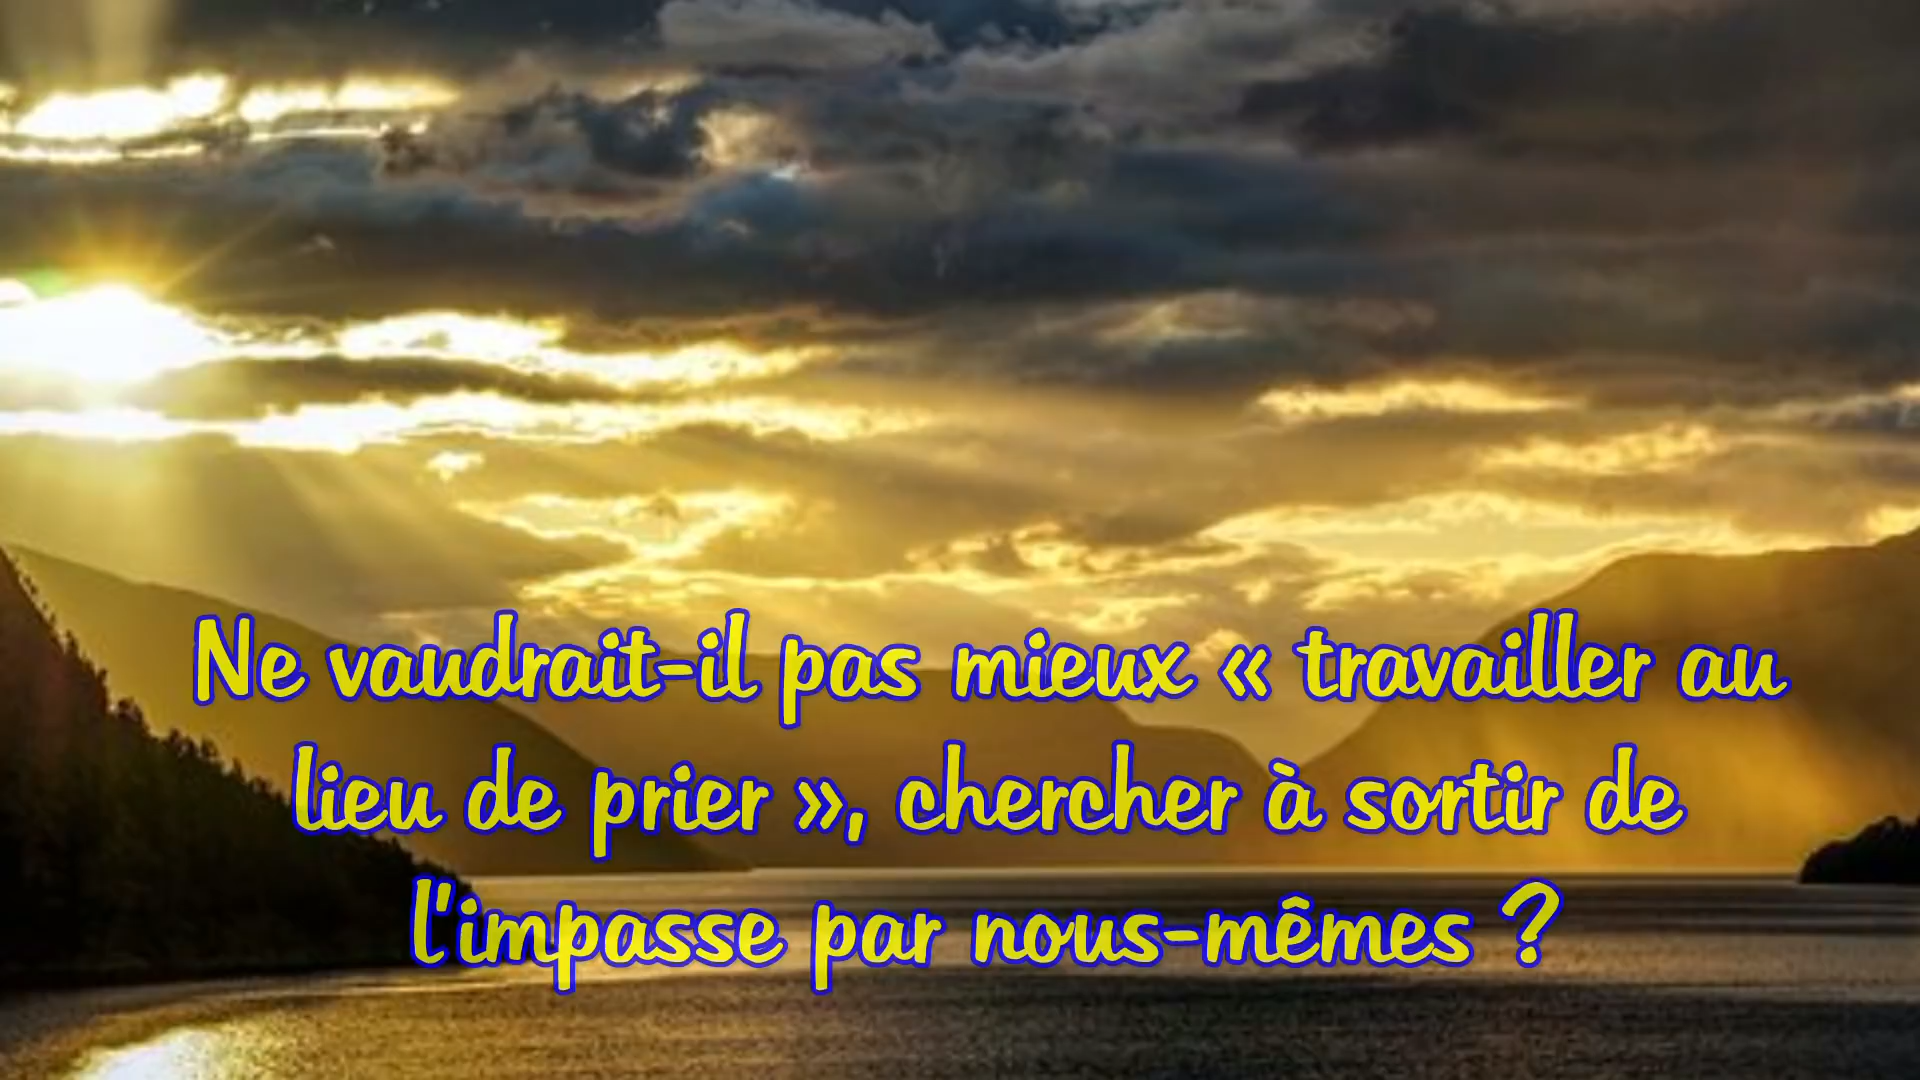 Ne vaudrait-il pas mieux « travailler au
lieu de prier », chercher à sortir de
l'impasse par nous-mêmes ?